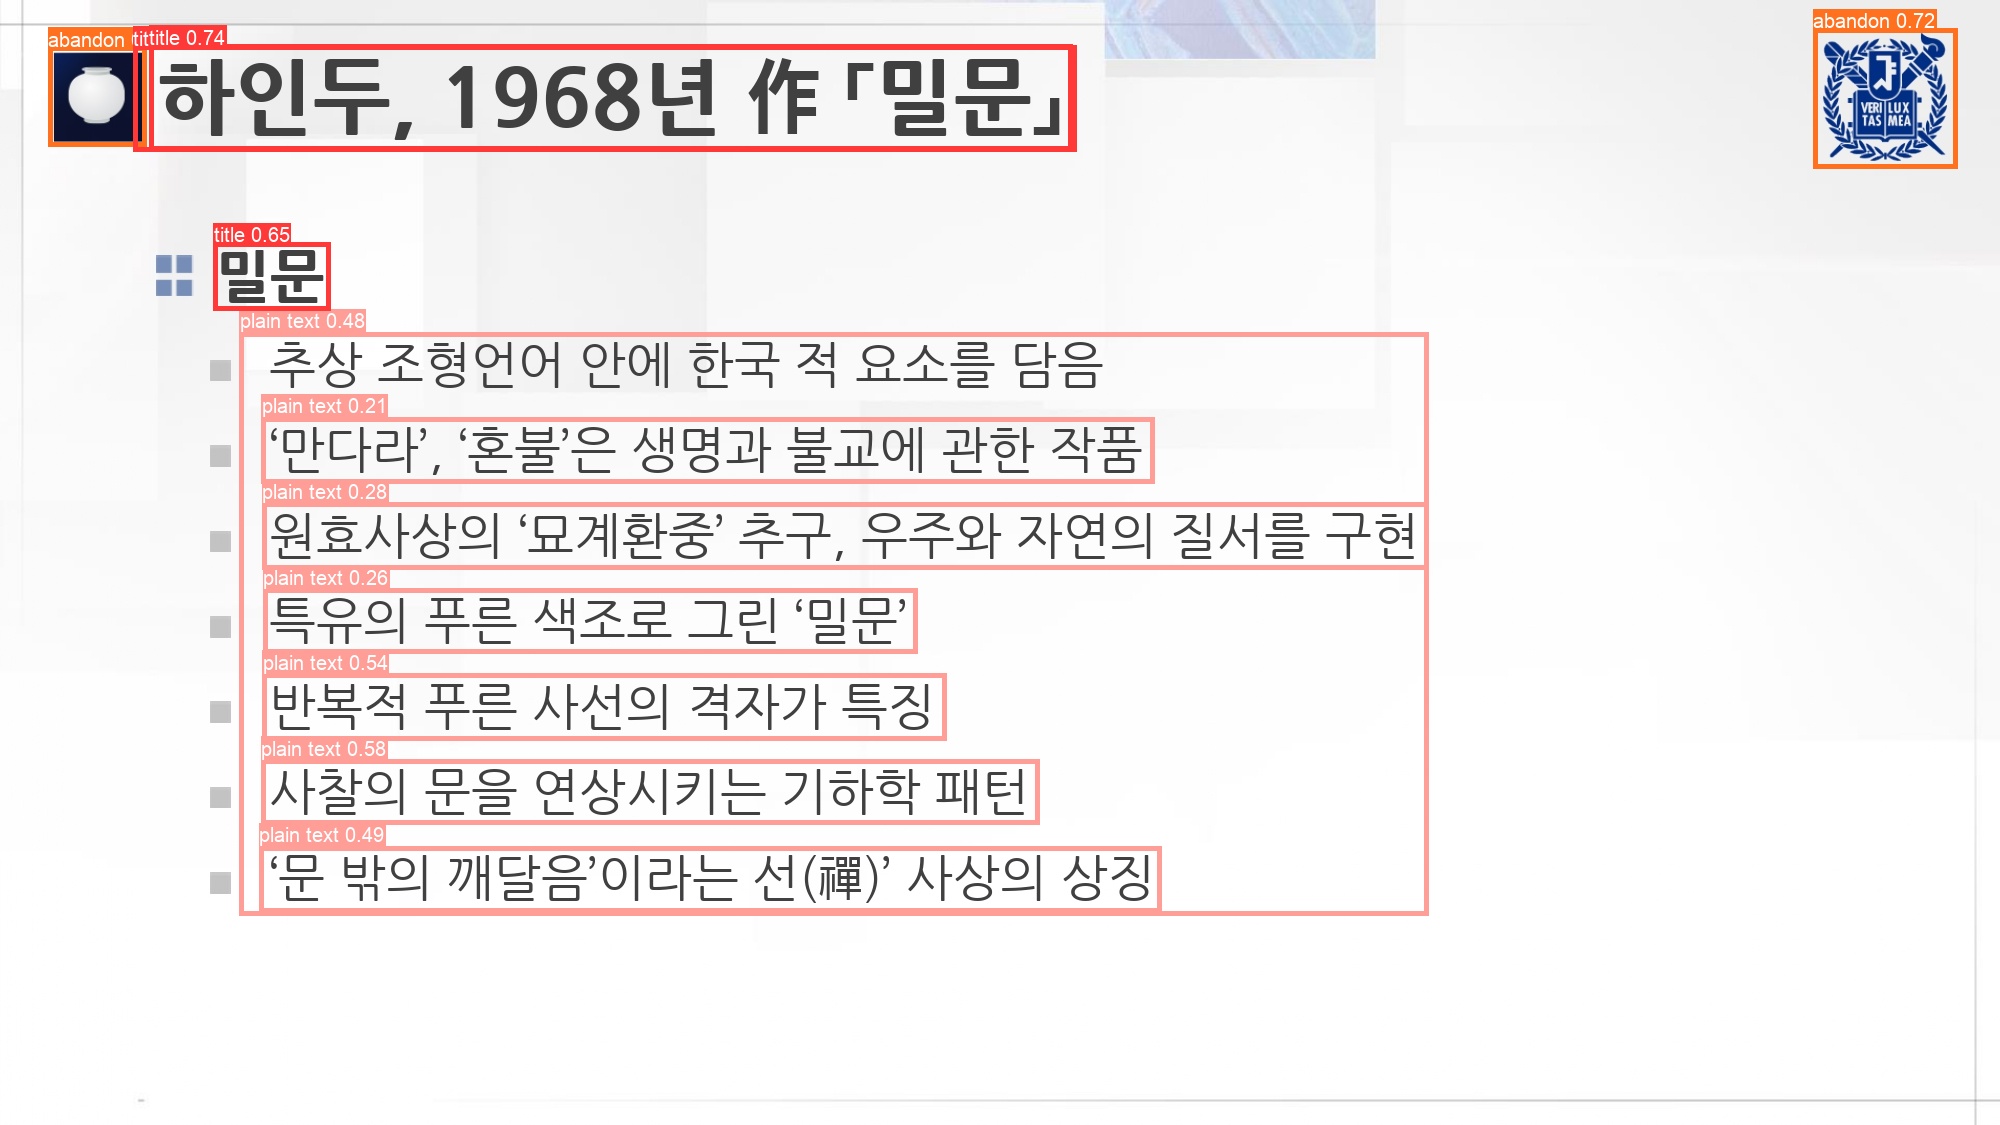 abandon
tit
title 0.74
abandon 0.72
하인두, 1968년 作 「밀문」
VERI LUX
TAS MEA
title 0.65
밀문
plain text 0.48
추상 조형언어 안에 한국 적 요소를 담음
plain text 0.21
‘만다라’, ‘혼불’은 생명과 불교에 관한 작품
plain text 0.28
원효사상의 ‘묘계환중’ 추구, 우주와 자연의 질서를 구현
plain text 0.26
특유의 푸른 색조로 그린 ‘밀문’
plain text 0.54
반복적 푸른 사선의 격자가 특징
plain text 0.58
사찰의 문을 연상시키는 기하학 패턴
plain text 0.49
‘문 밖의 깨달음’이라는 선(禪)’ 사상의 상징